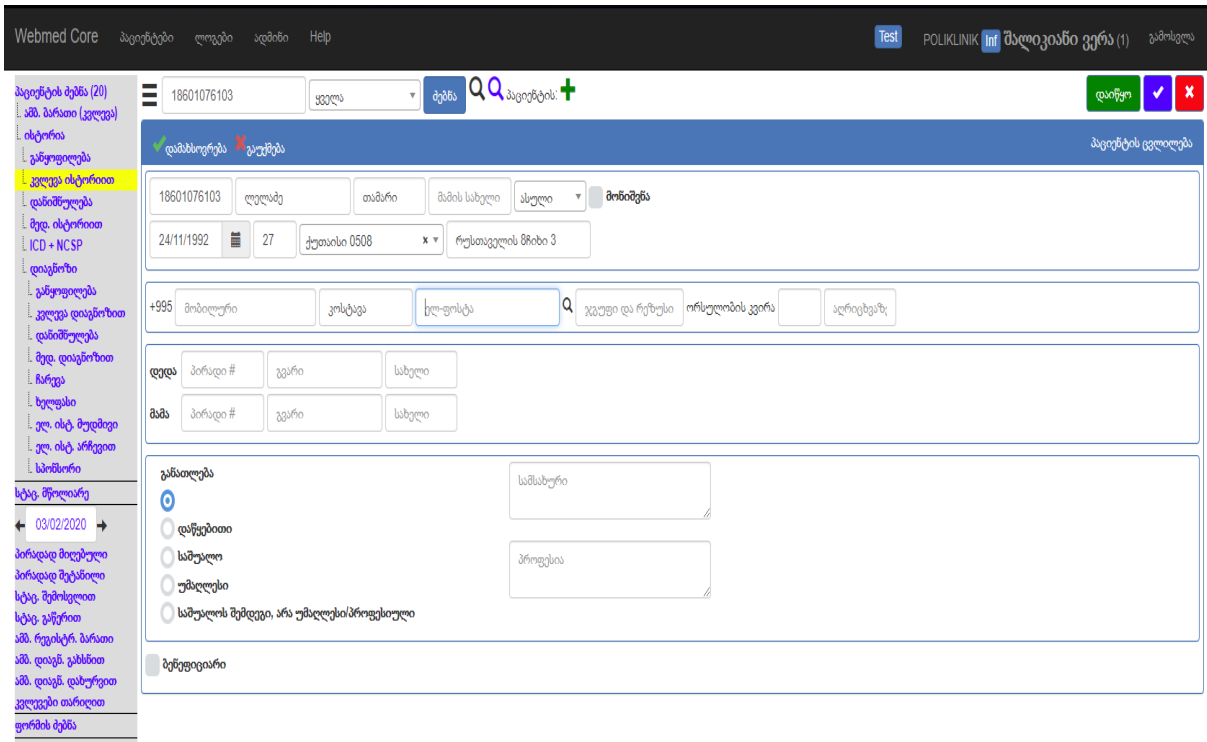 Webmed Core პაციენტები ლოგები ადმინი Help Test POLIKLINIK Inf შალიკიანი ვერა (1) გამოსვლა
პაციენტის ძებნა (20)
ამბ. ბარათი (კვლევა)
ისტორია
განყოფილება
კვლევა ისტორიით
დანიშნულება
მედ. ისტორიით
ICD + NCSP
დიაგნოზი
განყოფილება
კვლევა დიაგნოზით
დანიშნულება
მედ. დიაგნოზით
ჩარევა
ხელფასი
ელ. ისტ. მუდმივი
ელ. ისტ. არჩევით
სპონსორი
სტაც. მწოლიარე
03/02/2020
პირადად მიღებული
პირადად შეტანილი
სტაც. შემოსვლით
სტაც. გაწერით
ამბ. რეგისტრ. ბარათი
ამბ. დიაგნ. გახსნით
ამბ. დიაგნ. დახურვით
კვლევები თარიღით
ფორმის ძებნა
18601076103 ყველა ძებნა პაციენტის: დაიწყო
დამახსოვრება გაუქმება პაციენტის ცვლილება
18601076103 ლელაძე თამარი მამის სახელი ასული მონიშვნა
24/11/1992 27 ქუთაისი 0508 x რუსთაველის 8ჩიხი 3
+995 მობილური კოსტავა ელ-ფოსტა ჯგუფი და რეზუსი ორსულობის კვირა აღრიცხვაზე
დედა პირადი # გვარი სახელი
მამა პირადი # გვარი სახელი
განათლება სამსახური
დაწყებითი
საშუალო პროფესია
უმაღლესი
საშუალოს შემდეგი, არა უმაღლესი/პროფესიული
ბენეფიციარი